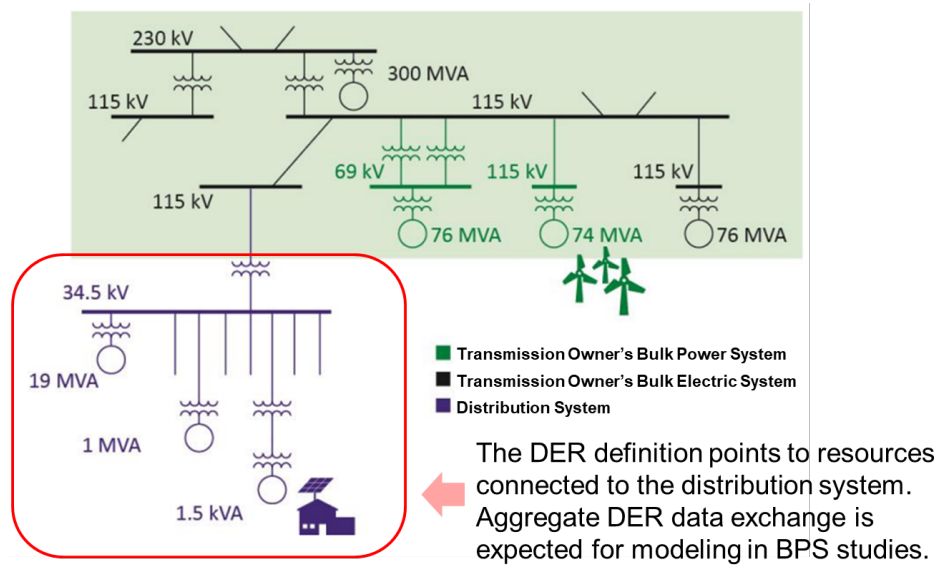 230 kV
300 MVA
115 kV
115 kV
69 kV
115 kV
115 kV
115 kV
76 MVA
74 MVA
76 MVA
34.5 kV
19 MVA
1 MVA
1.5 kVA
Transmission Owner's Bulk Power System
Transmission Owner's Bulk Electric System
Distribution System
The DER definition points to resources
connected to the distribution system.
Aggregate DER data exchange is
expected for modeling in BPS studies.